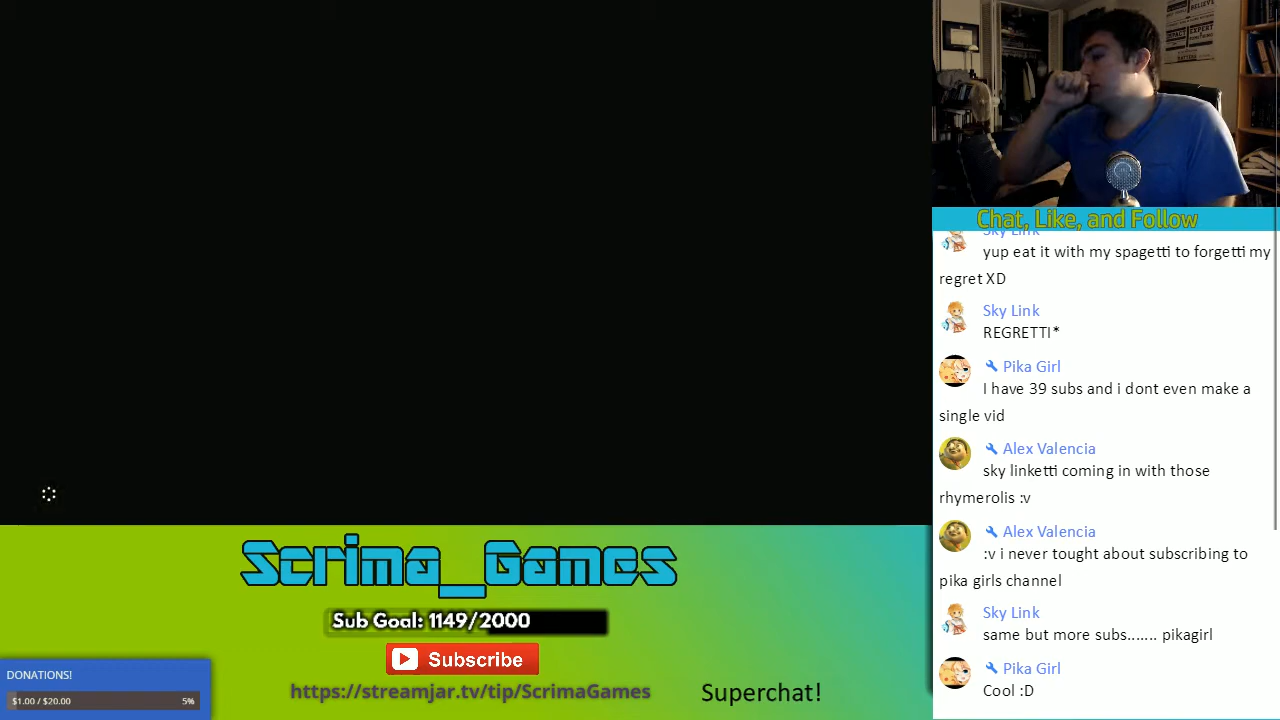 BELIEVE
EXPECT
Chat, Like, and Follow
Sky Link
yup eat it with my spagetti to forgetti my
regret XD
Sky Link
REGRETTI*
Pika Girl
I have 39 subs and i dont even make a
single vid
Alex Valencia
sky linketti coming in with those
rhymerolis :v
Alex Valencia
:v i never tought about subscribing to
pika girls channel
Sky Link
same but more subs....... pikagirl
Pika Girl
Cool :D
Scrima_Games
Sub Goal: 1149/2000
Subscribe
https://streamjar.tv/tip/ScrimaGames
Superchat!
DONATIONS!
$1.00 / $20.00 5%